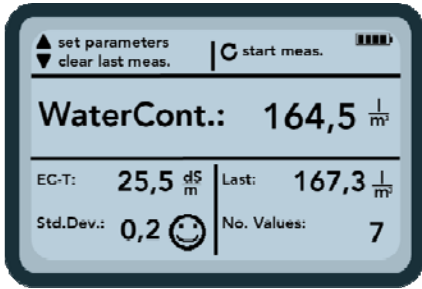 set parameters
clear last meas.
start meas.
WaterCont.: 164,5 l/m³
EC-T: 25,5 dS/m
Last: 167,3 l/m³
Std.Dev.: 0,2
No. Values: 7